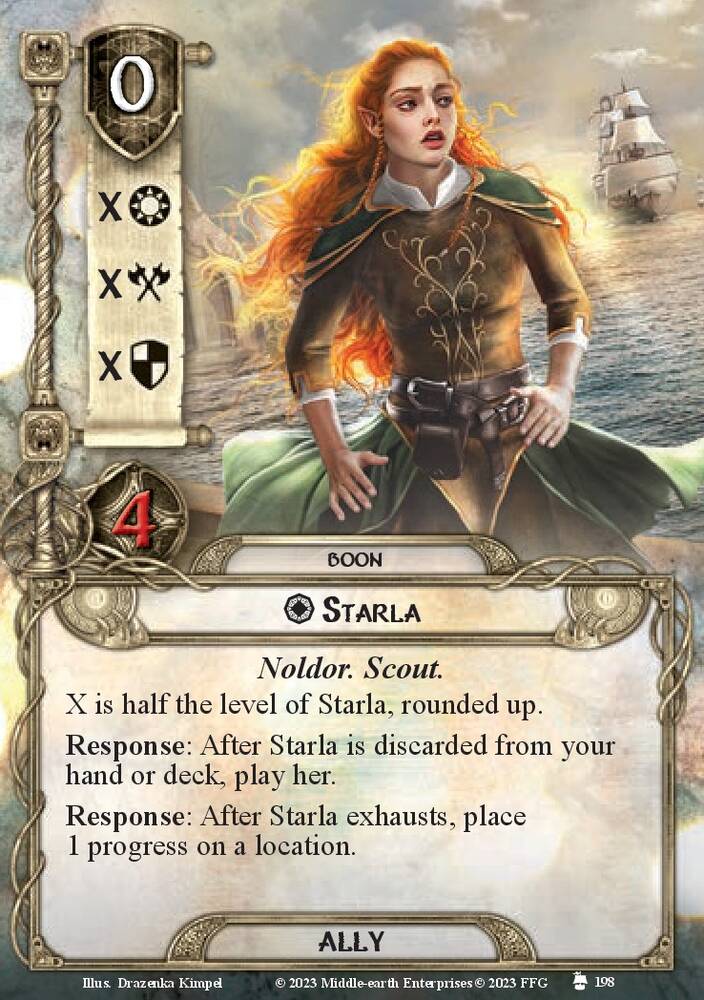 0
X
X
X
4
BOON
STARLA
Noldor. Scout.
X is half the level of Starla, rounded up.
Response: After Starla is discarded from your
hand or deck, play her.
Response: After Starla exhausts, place
1 progress on a location.
ALLY
Illus. Drazenka Kimpel © 2023 Middle-earth Enterprises © 2023 FFG 198